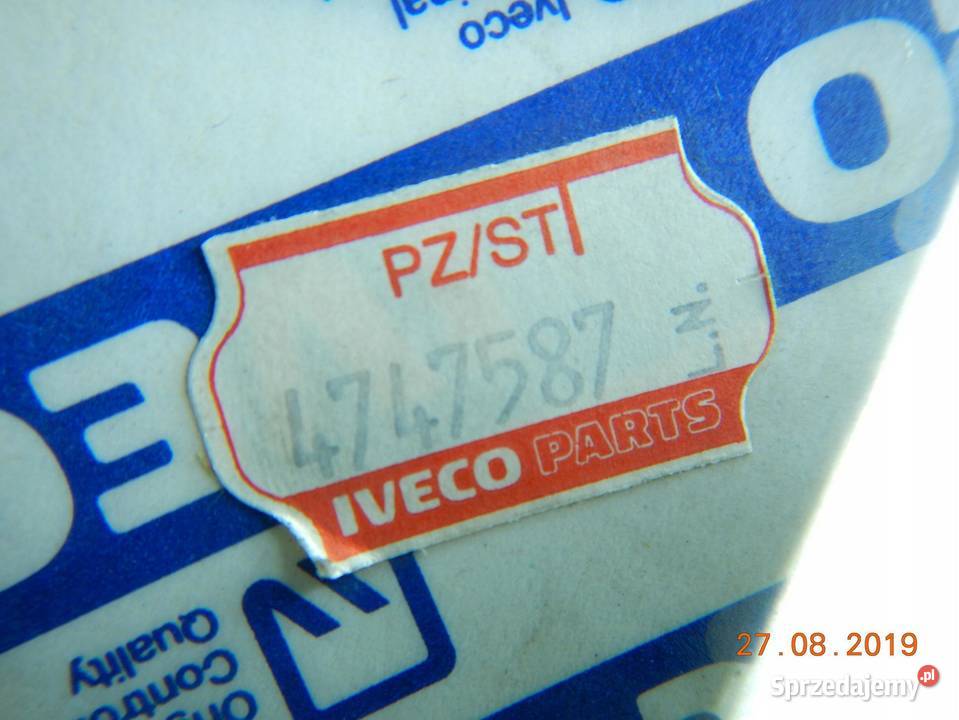 Iveco
PZ/ST
4747587
L.N.
IVECO PARTS
Quality
27.08.2019
Sprzedajemy.pl